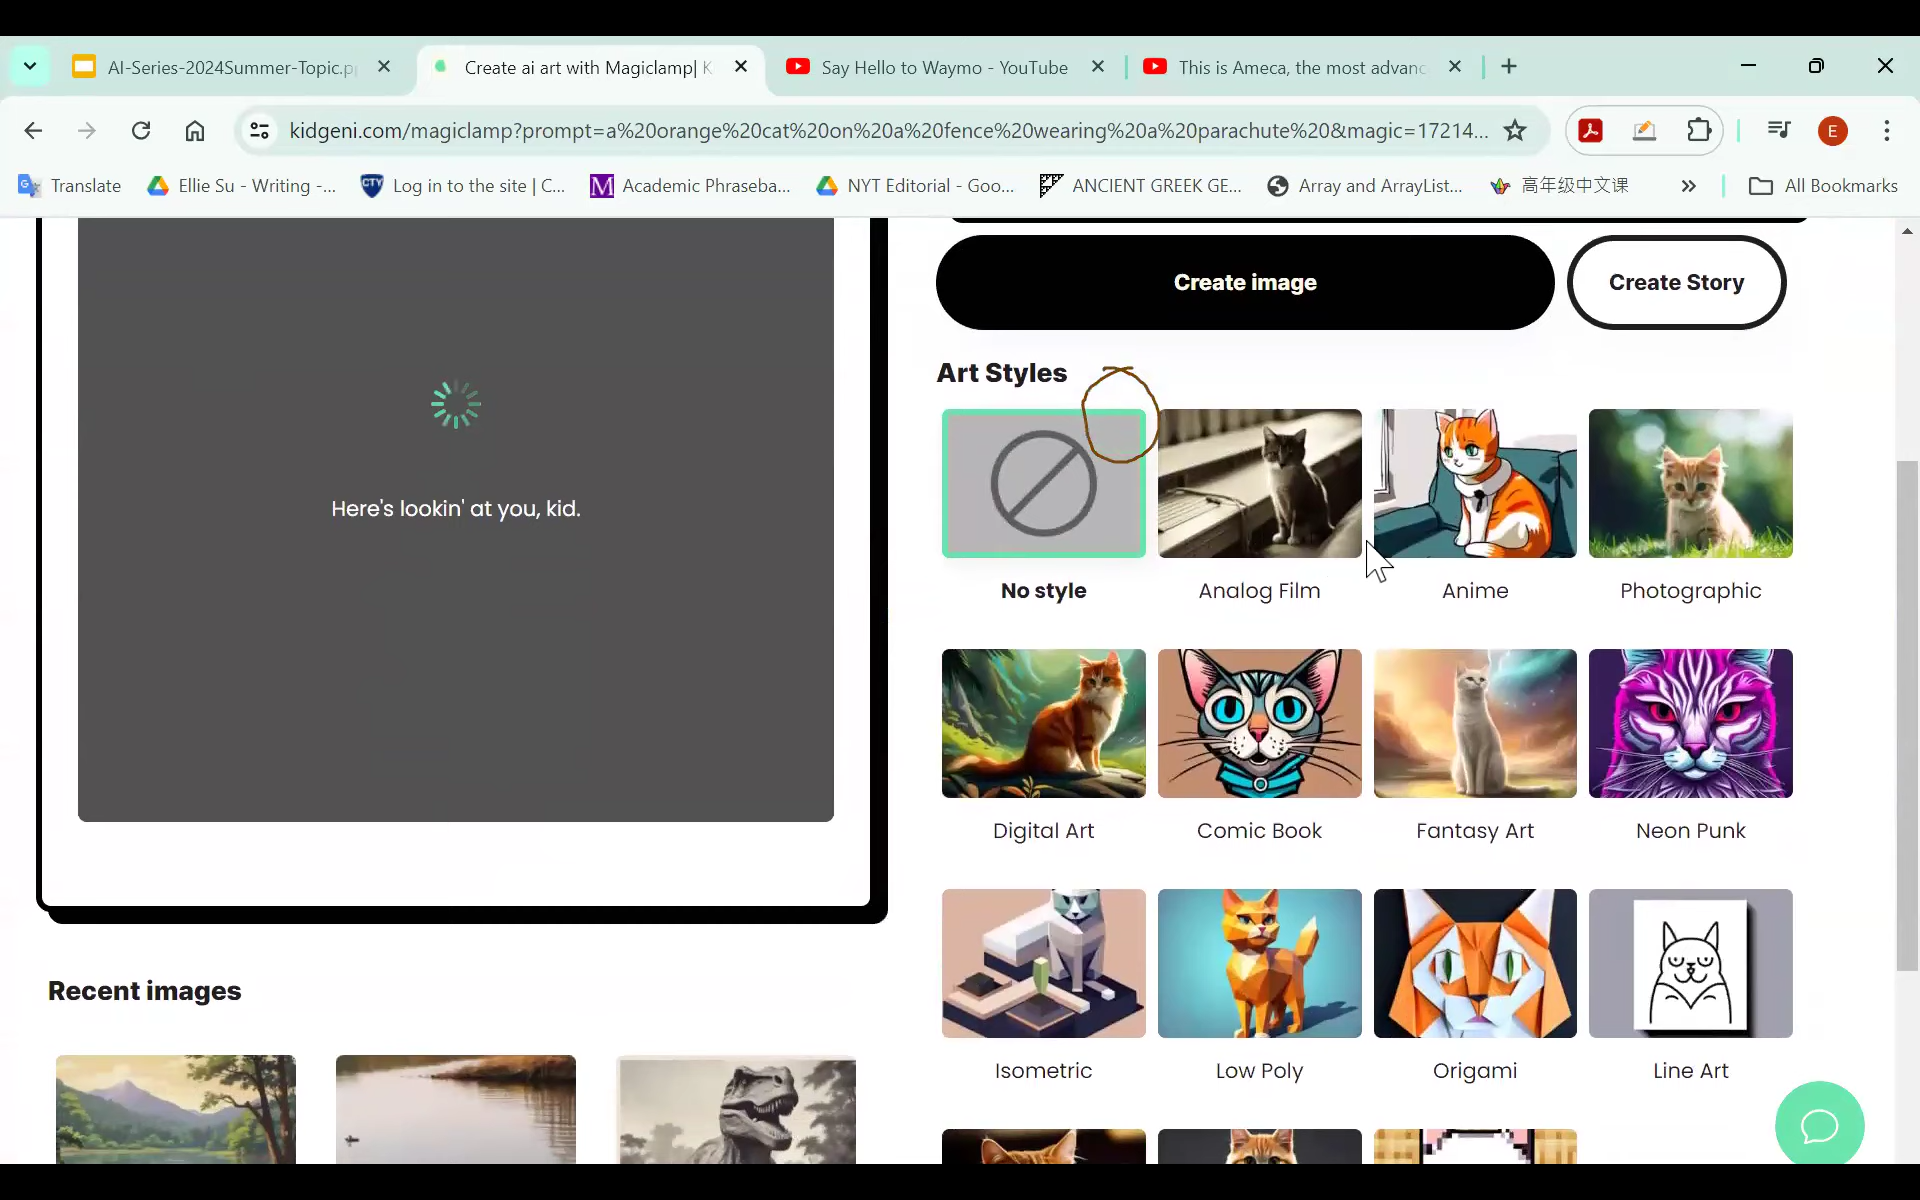 AI-Series-2024Summer-Topic.pp
Create ai art with Magiclamp| K
Say Hello to Waymo - YouTube
This is Ameca, the most advanc
kidgeni.com/magiclamp?prompt=a%20orange%20cat%20on%20a%20fence%20wearing%20a%20parachute%20&magic=17214...
E
Translate
Ellie Su - Writing -...
CTY
Log in to the site | C...
M
Academic Phraseba...
NYT Editorial - Goo...
ANCIENT GREEK GE...
Array and ArrayList...
高年级中文课
All Bookmarks
Create image
Create Story
Art Styles
Here's lookin' at you, kid.
No style
Analog Film
Anime
Photographic
Digital Art
Comic Book
Fantasy Art
Neon Punk
Isometric
Low Poly
Origami
Line Art
Recent images